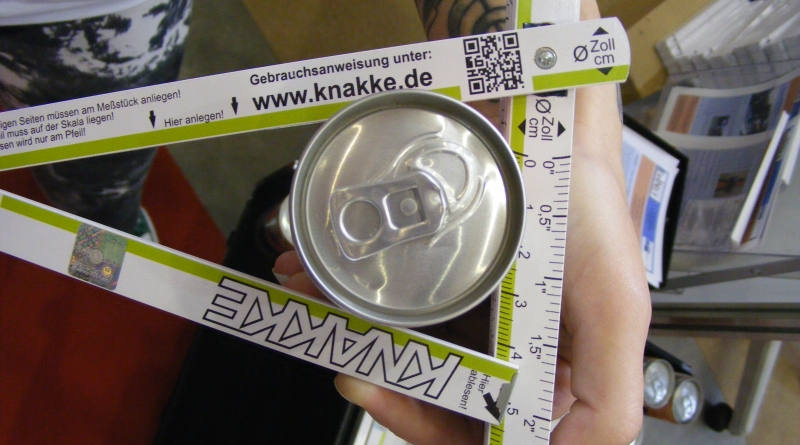 Gebrauchsanweisung unter:
www.knakke.de
Ø Zoll
cm
igen Seiten müssen am Meßstück anliegen!
il muss auf der Skala liegen!
sen wird nur am Pfeil!
Hier anlegen!
Ø Zoll
cm
0 0"
1 0,5"
2 1"
3
4 1,5"
5 2"
KNAKKE
Hier
ablesen!